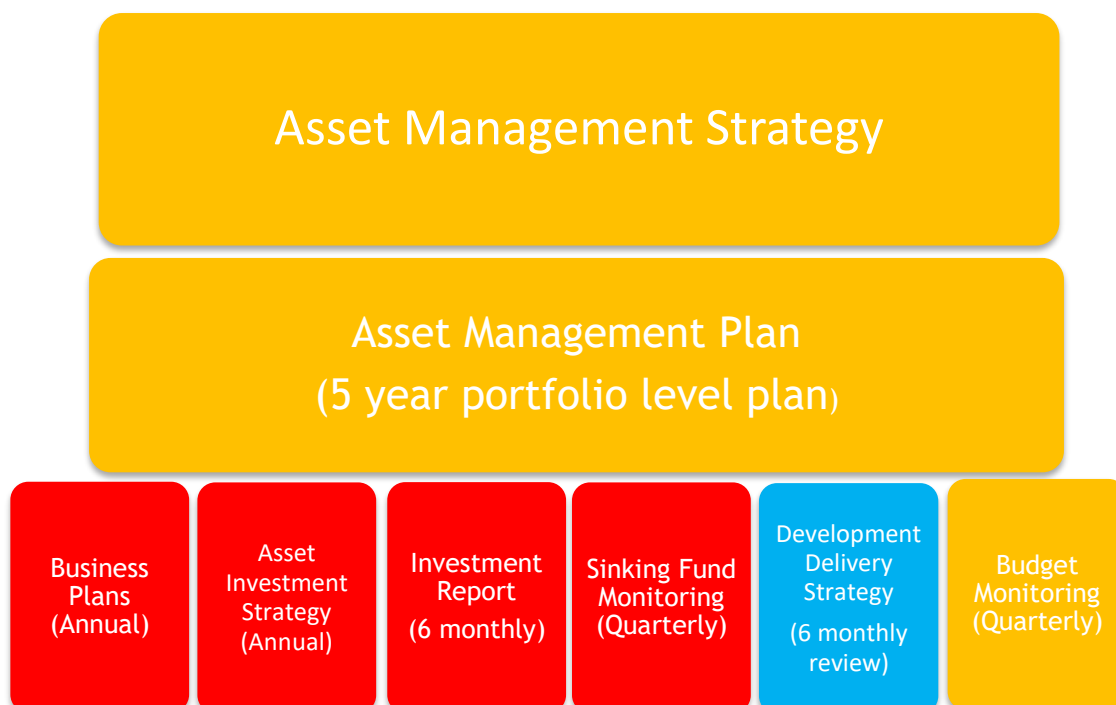 Asset Management Strategy
Asset Management Plan
(5 year portfolio level plan)
Business
Plans
(Annual)
Asset
Investment
Strategy
(Annual)
Investment
Report
(6 monthly)
Sinking Fund
Monitoring
(Quarterly)
Development
Delivery
Strategy
(6 monthly
review)
Budget
Monitoring
(Quarterly)